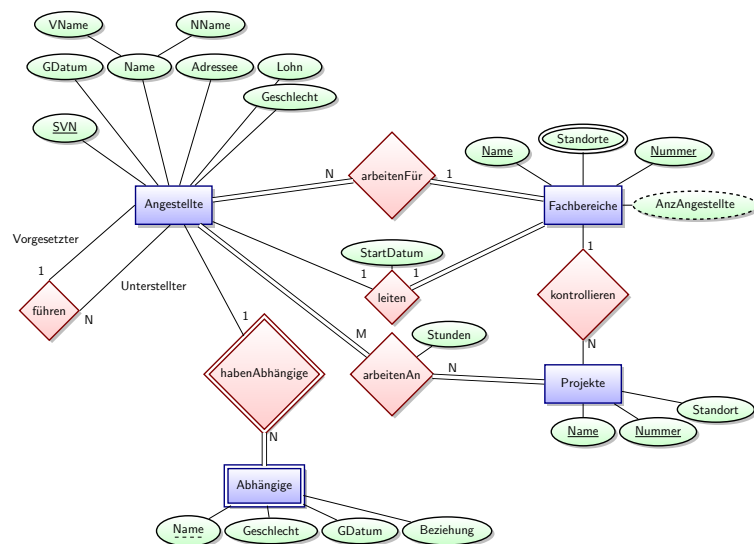 VName
NName
GDatum
Name
Adressee
Lohn
Geschlecht
SVN
arbeitenFür
N
1
Name
Standorte
Nummer
Angestellte
Fachbereiche
AnzAngestellte
Vorgesetzter
1
Unterstellter
führen
N
StartDatum
1
1
leiten
1
kontrollieren
N
1
habenAbhängige
N
M
Stunden
arbeitenAn
N
Projekte
Standort
Name
Nummer
Abhängige
Name
Geschlecht
GDatum
Beziehung